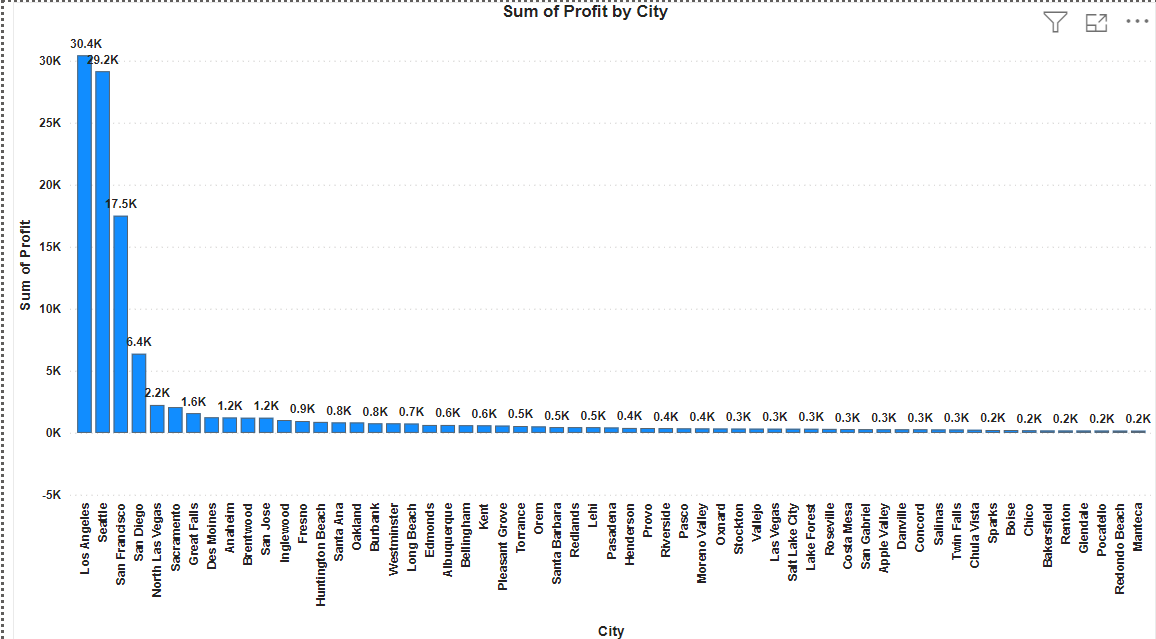 Sum of Profit by City
30.4K
29.2K
17.5K
6.4K
2.2K
1.6K
1.2K
1.2K
0.9K
0.8K
0.8K
0.7K
0.6K
0.6K
0.5K
0.5K
0.5K
0.4K
0.4K
0.4K
0.3K
0.3K
0.3K
0.3K
0.3K
0.3K
0.3K
0.2K
0.2K
0.2K
0.2K
0.2K
30K
25K
20K
15K
10K
5K
0K
-5K
Sum of Profit
Los Angeles
Seattle
San Francisco
San Diego
North Las Vegas
Sacramento
Great Falls
Des Moines
Anaheim
Brentwood
San Jose
Inglewood
Fresno
Huntington Beach
Santa Ana
Oakland
Burbank
Westminster
Long Beach
Edmonds
Albuquerque
Bellingham
Kent
Pleasant Grove
Torrance
Orem
Santa Barbara
Redlands
Lehi
Pasadena
Henderson
Provo
Riverside
Pasco
Moreno Valley
Oxnard
Stockton
Vallejo
Las Vegas
Salt Lake City
Lake Forest
Roseville
Costa Mesa
San Gabriel
Apple Valley
Danville
Concord
Salinas
Twin Falls
Chula Vista
Sparks
Boise
Chico
Bakersfield
Renton
Glendale
Pocatello
Redondo Beach
Manteca
City